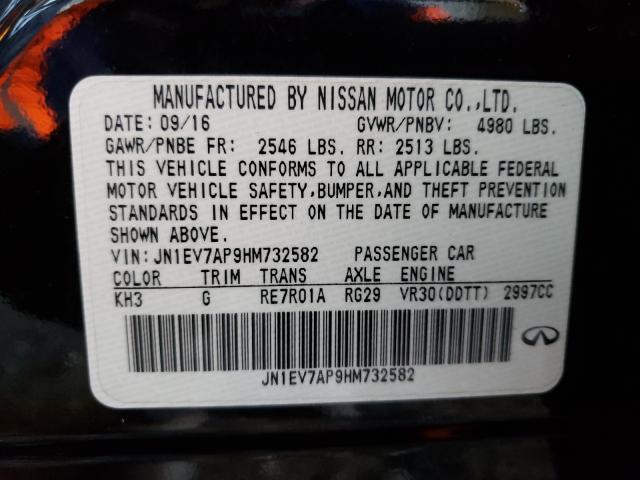 MANUFACTURED BY NISSAN MOTOR CO.,LTD.
DATE: 09/16 GVWR/PNBV: 4980 LBS.
GAWR/PNBE FR: 2546 LBS. RR: 2513 LBS.
THIS VEHICLE CONFORMS TO ALL APPLICABLE FEDERAL
MOTOR VEHICLE SAFETY,BUMPER,AND THEFT PREVENTION
STANDARDS IN EFFECT ON THE DATE OF MANUFACTURE
SHOWN ABOVE.
VIN: JN1EV7AP9HM732582 PASSENGER CAR
COLOR TRIM TRANS AXLE ENGINE
KH3 G RE7R01A RG29 VR30(DDTT) 2997CC
JN1EV7AP9HM732582